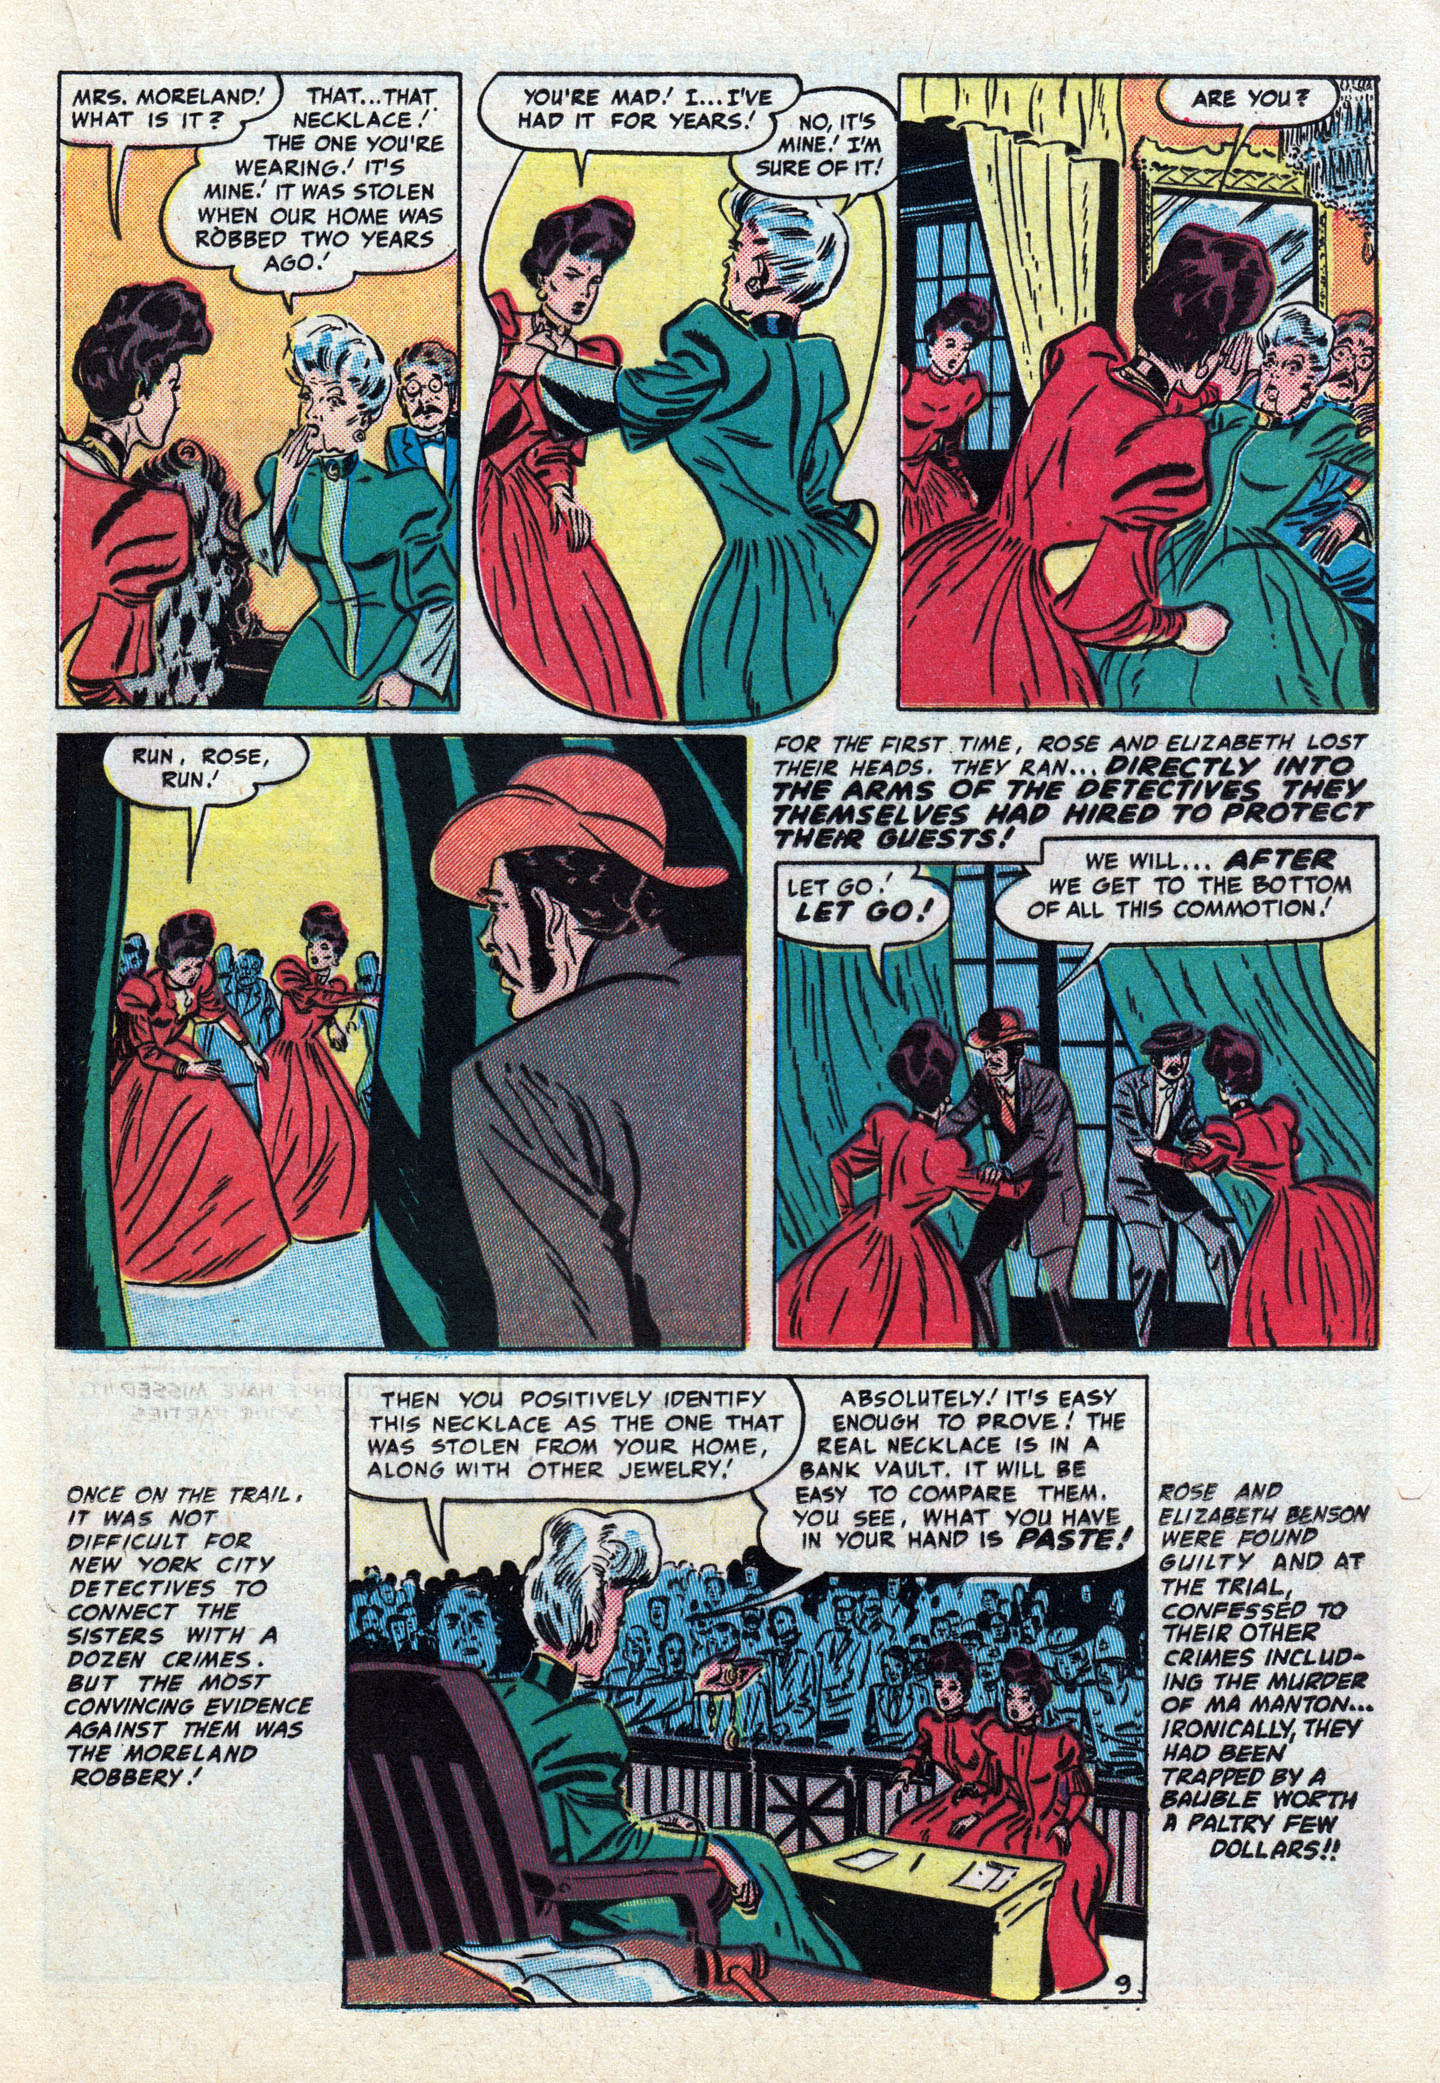 MRS. MORELAND!
WHAT IS IT?
THAT...THAT
NECKLACE!
THE ONE YOU'RE
WEARING! IT'S
MINE! IT WAS STOLEN
WHEN OUR HOME WAS
ROBBED TWO YEARS
AGO!
YOU'RE MAD! I...I'VE
HAD IT FOR YEARS!
NO, IT'S
MINE! I'M
SURE OF IT!
ARE YOU?
RUN, ROSE,
RUN!
FOR THE FIRST TIME, ROSE AND ELIZABETH LOST
THEIR HEADS. THEY RAN... DIRECTLY INTO
THE ARMS OF THE DETECTIVES THEY
THEMSELVES HAD HIRED TO PROTECT
THEIR GUESTS!
LET GO!
LET GO!
WE WILL... AFTER
WE GET TO THE BOTTOM
OF ALL THIS COMMOTION!
ONCE ON THE TRAIL,
IT WAS NOT
DIFFICULT FOR
NEW YORK CITY
DETECTIVES TO
CONNECT THE
SISTERS WITH A
DOZEN CRIMES.
BUT THE MOST
CONVINCING EVIDENCE
AGAINST THEM WAS
THE MORELAND
ROBBERY!
THEN YOU POSITIVELY IDENTIFY
THIS NECKLACE AS THE ONE THAT
WAS STOLEN FROM YOUR HOME,
ALONG WITH OTHER JEWELRY!
ABSOLUTELY! IT'S EASY
ENOUGH TO PROVE! THE
REAL NECKLACE IS IN A
BANK VAULT. IT WILL BE
EASY TO COMPARE THEM.
YOU SEE, WHAT YOU HAVE
IN YOUR HAND IS PASTE!
ROSE AND
ELIZABETH BENSON
WERE FOUND
GUILTY AND AT
THE TRIAL,
CONFESSED TO
THEIR OTHER
CRIMES INCLUD-
ING THE MURDER
OF MA MANTON...
IRONICALLY, THEY
HAD BEEN
TRAPPED BY A
BAUBLE WORTH
A PALTRY FEW
DOLLARS!!
9